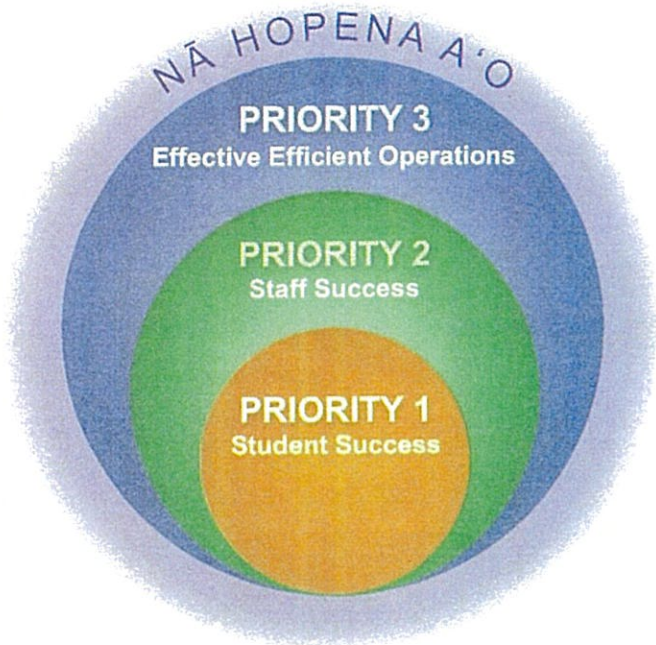 NĀ HOPENA A‘O
PRIORITY 3
Effective Efficient Operations
PRIORITY 2
Staff Success
PRIORITY 1
Student Success